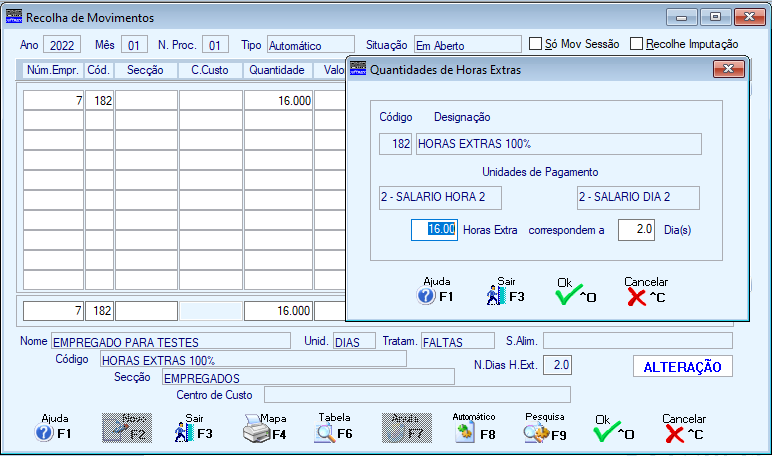 Recolha de Movimentos
Ano 2022 Mês 01 N. Proc. 01 Tipo Automático Situação Em Aberto Só Mov Sessão Recolhe Imputação
Núm.Empr. Cód. Secção C.Custo Quantidade Valo
7 182 16.000
7 182 16.000
Quantidades de Horas Extras
Código Designação
182 HORAS EXTRAS 100%
Unidades de Pagamento
2 - SALARIO HORA 2 2 - SALARIO DIA 2
16.00 Horas Extra correspondem a 2.0 Dia(s)
Ajuda F1 Sair F3 Ok ^O Cancelar ^C
Nome EMPREGADO PARA TESTES Unid. DIAS Tratam. FALTAS S.Alim.
Código HORAS EXTRAS 100% N.Dias H.Ext. 2.0 ALTERAÇÃO
Secção EMPREGADOS
Centro de Custo
Ajuda F1 Novo F2 Sair F3 Mapa F4 Tabela F6 Anula F7 Automático F8 Pesquisa F9 Ok ^O Cancelar ^C